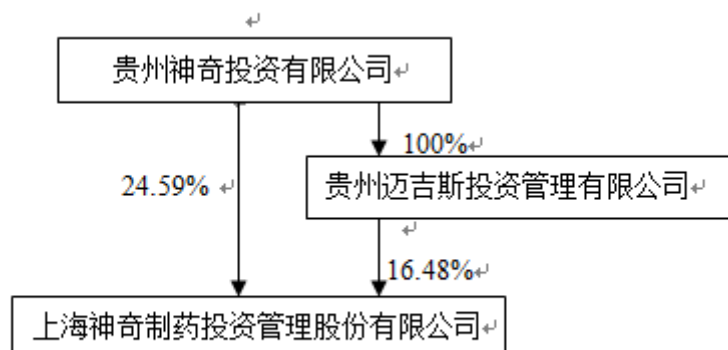 贵州神奇投资有限公司
100%
24.59%
贵州迈吉斯投资管理有限公司
16.48%
上海神奇制药投资管理股份有限公司